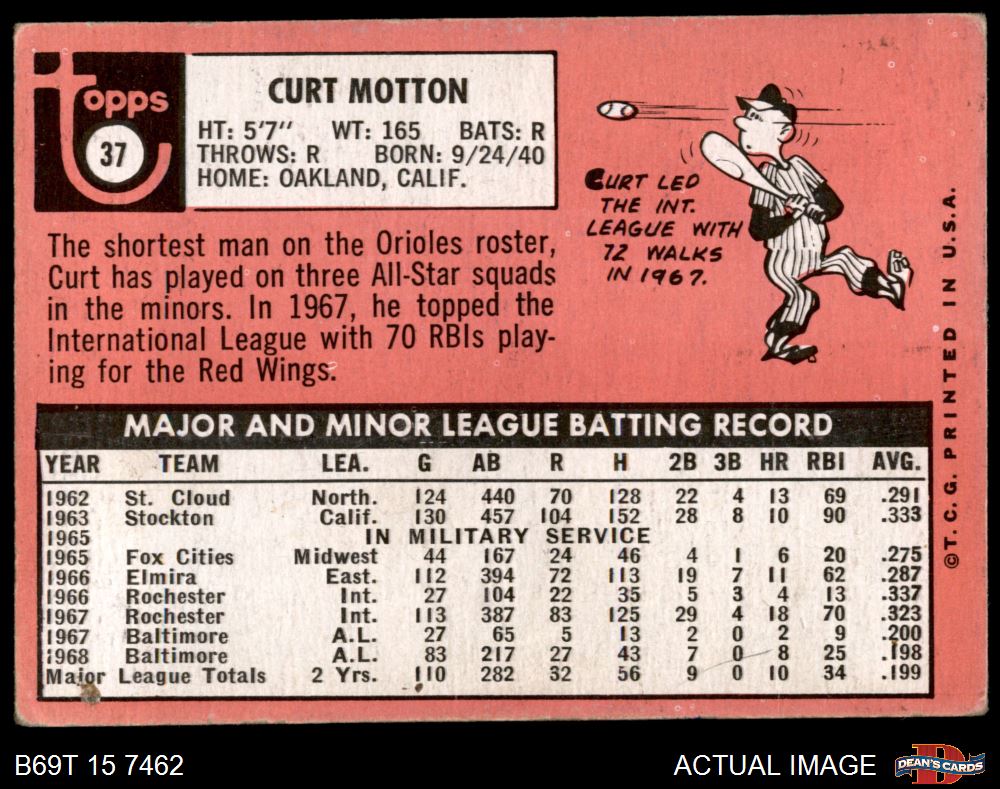 topps
37
CURT MOTTON
HT: 5'7" WT: 165 BATS: R
THROWS: R BORN: 9/24/40
HOME: OAKLAND, CALIF.
The shortest man on the Orioles roster,
Curt has played on three All-Star squads
in the minors. In 1967, he topped the
International League with 70 RBIs play-
ing for the Red Wings.
CURT LED
THE INT.
LEAGUE WITH
72 WALKS
IN 1967.
MAJOR AND MINOR LEAGUE BATTING RECORD
YEAR TEAM LEA. G AB R H 2B 3B HR RBI AVG.
1962 St. Cloud North. 124 440 70 128 22 4 13 69 .291
1963 Stockton Calif. 130 457 104 152 28 8 10 90 .333
1965 IN MILITARY SERVICE
1965 Fox Cities Midwest 44 167 24 46 4 1 6 20 .275
1966 Elmira East. 112 394 72 113 19 7 11 62 .287
1966 Rochester Int. 27 104 22 35 5 3 4 13 .337
1967 Rochester Int. 113 387 83 125 29 4 18 70 .323
1967 Baltimore A.L. 27 65 5 13 2 0 2 9 .200
1968 Baltimore A.L. 83 217 27 43 7 0 8 25 .198
Major League Totals 2 Yrs. 110 282 32 56 9 0 10 34 .199
©T. C. G. PRINTED IN U.S.A.
B69T 15 7462
ACTUAL IMAGE
D
DEAN'S CARDS